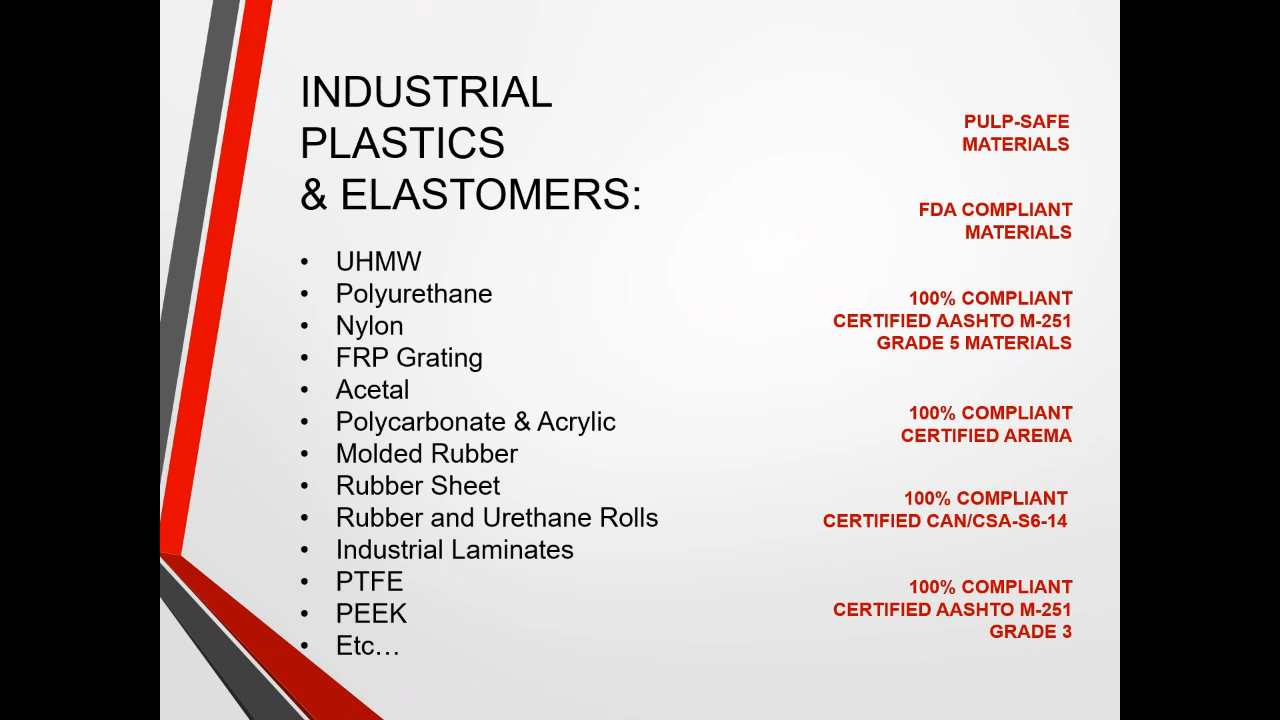 INDUSTRIAL
PLASTICS
& ELASTOMERS:
• UHMW
• Polyurethane
• Nylon
• FRP Grating
• Acetal
• Polycarbonate & Acrylic
• Molded Rubber
• Rubber Sheet
• Rubber and Urethane Rolls
• Industrial Laminates
• PTFE
• PEEK
• Etc…
PULP-SAFE
MATERIALS
FDA COMPLIANT
MATERIALS
100% COMPLIANT
CERTIFIED AASHTO M-251
GRADE 5 MATERIALS
100% COMPLIANT
CERTIFIED AREMA
100% COMPLIANT
CERTIFIED CAN/CSA-S6-14
100% COMPLIANT
CERTIFIED AASHTO M-251
GRADE 3